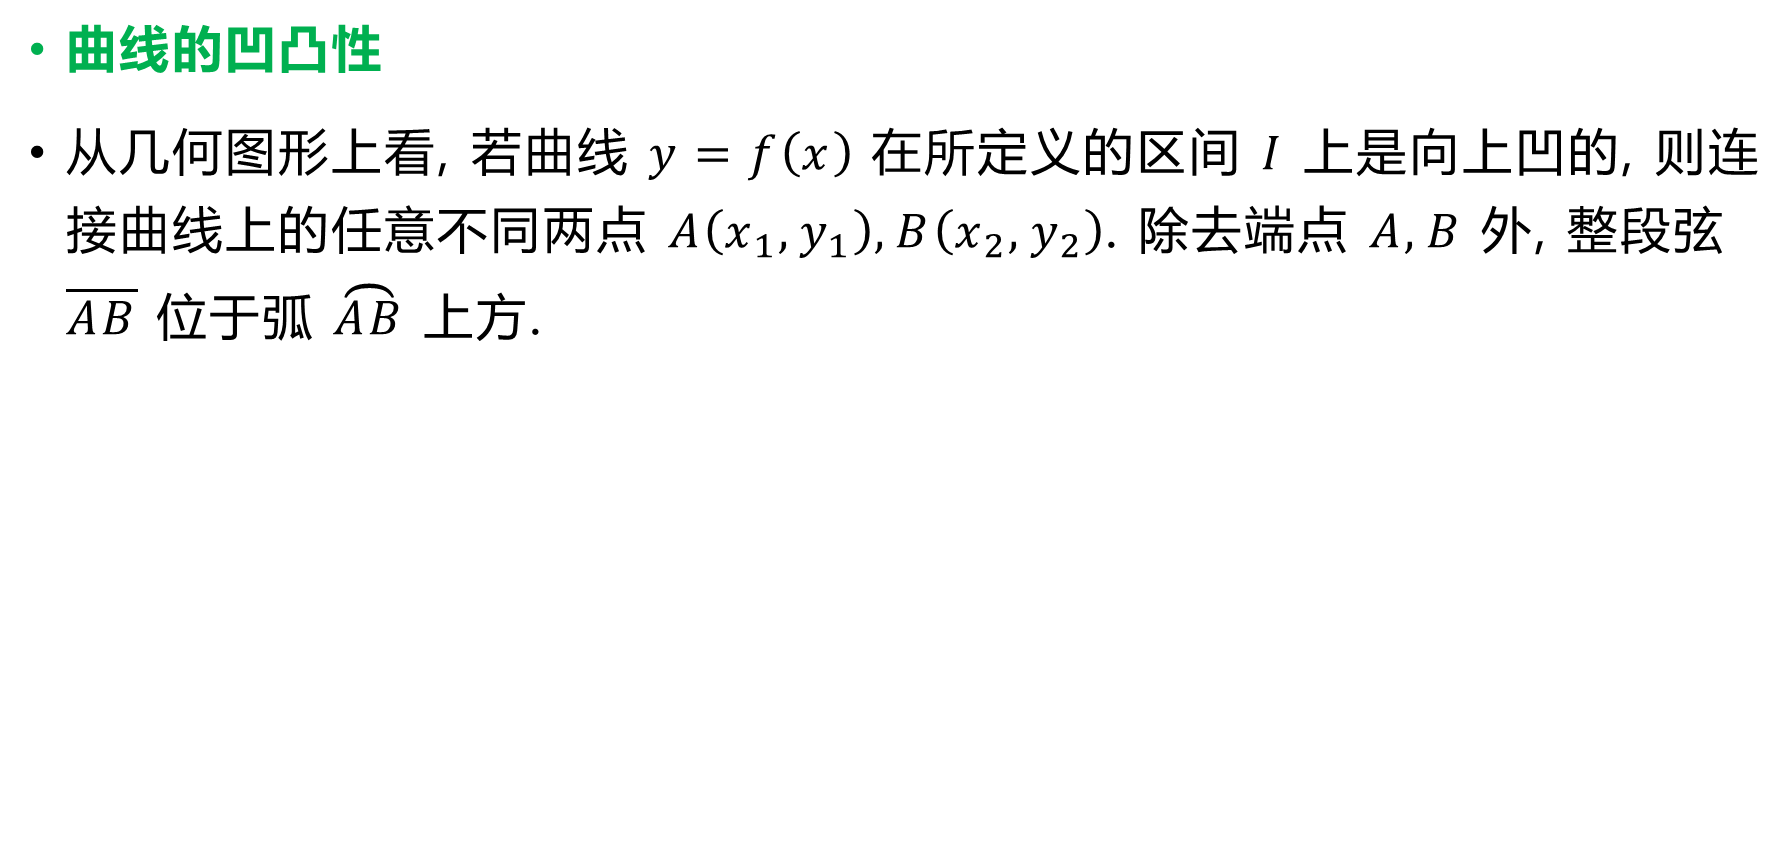 • 曲线的凹凸性
• 从几何图形上看, 若曲线 y = f(x) 在所定义的区间 I 上是向上凹的, 则连
接曲线上的任意不同两点 A(x₁, y₁), B(x₂, y₂). 除去端点 A, B 外, 整段弦
A͞B͞ 位于弧 A͡B 上方.